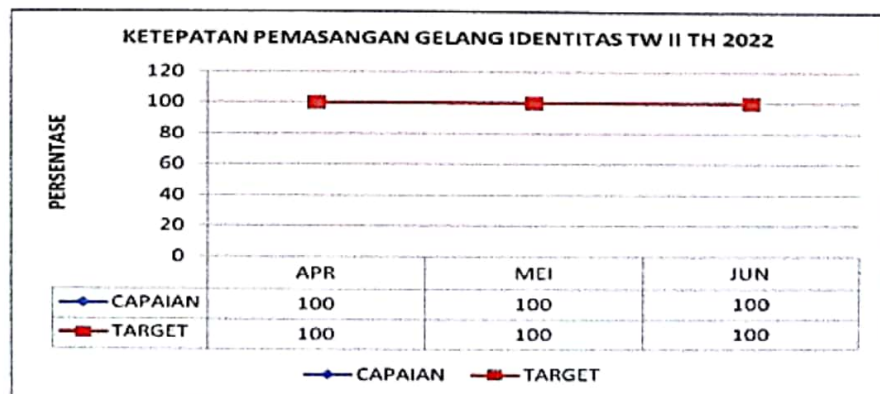 KETEPATAN PEMASANGAN GELANG IDENTITAS TW II TH 2022
PERSENTASE
120
100
80
60
40
20
0
APR MEI JUN
CAPAIAN 100 100 100
TARGET 100 100 100
CAPAIAN TARGET